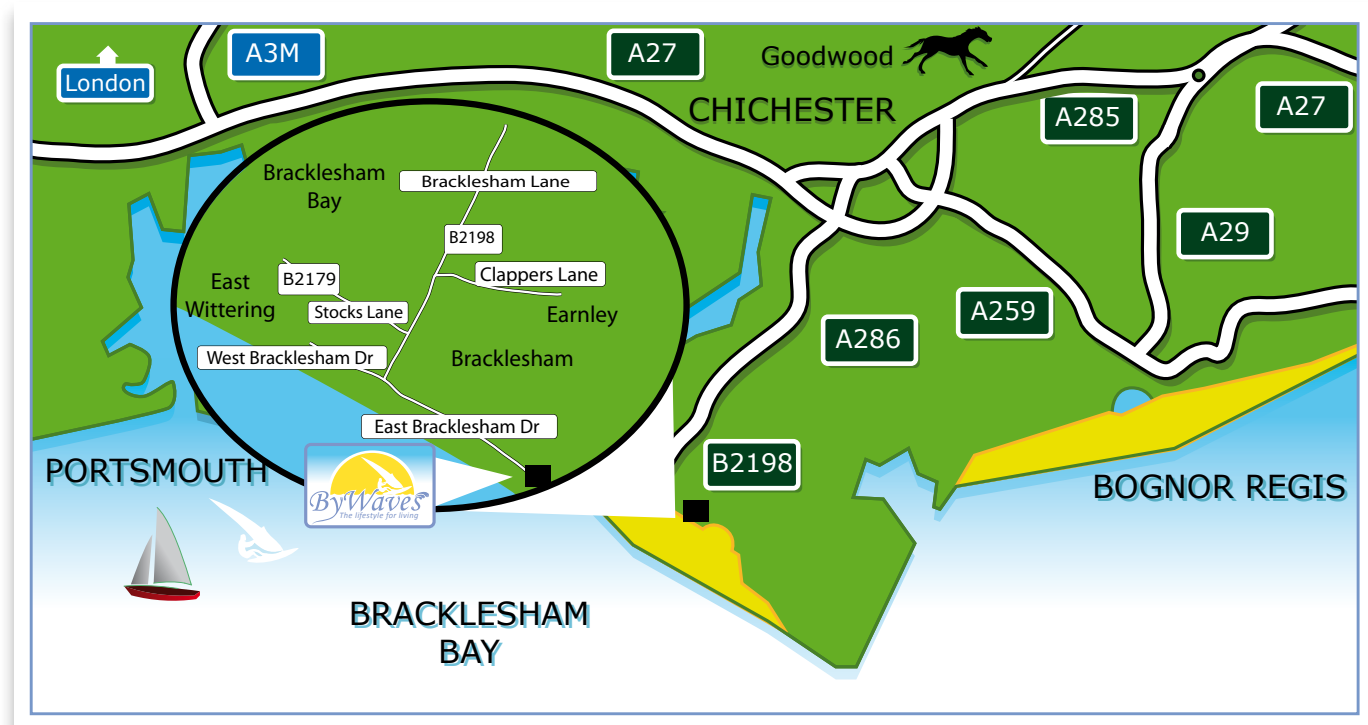 London
A3M
A27
Goodwood
CHICHESTER
A285
A27
Bracklesham
Bay
Bracklesham Lane
B2198
A29
East
Wittering
B2179
Clappers Lane
Stocks Lane
Earnley
A259
A286
West Bracklesham Dr
Bracklesham
East Bracklesham Dr
PORTSMOUTH
B2198
BOGNOR REGIS
ByWaves
The lifestyle for living
BRACKLESHAM
BAY